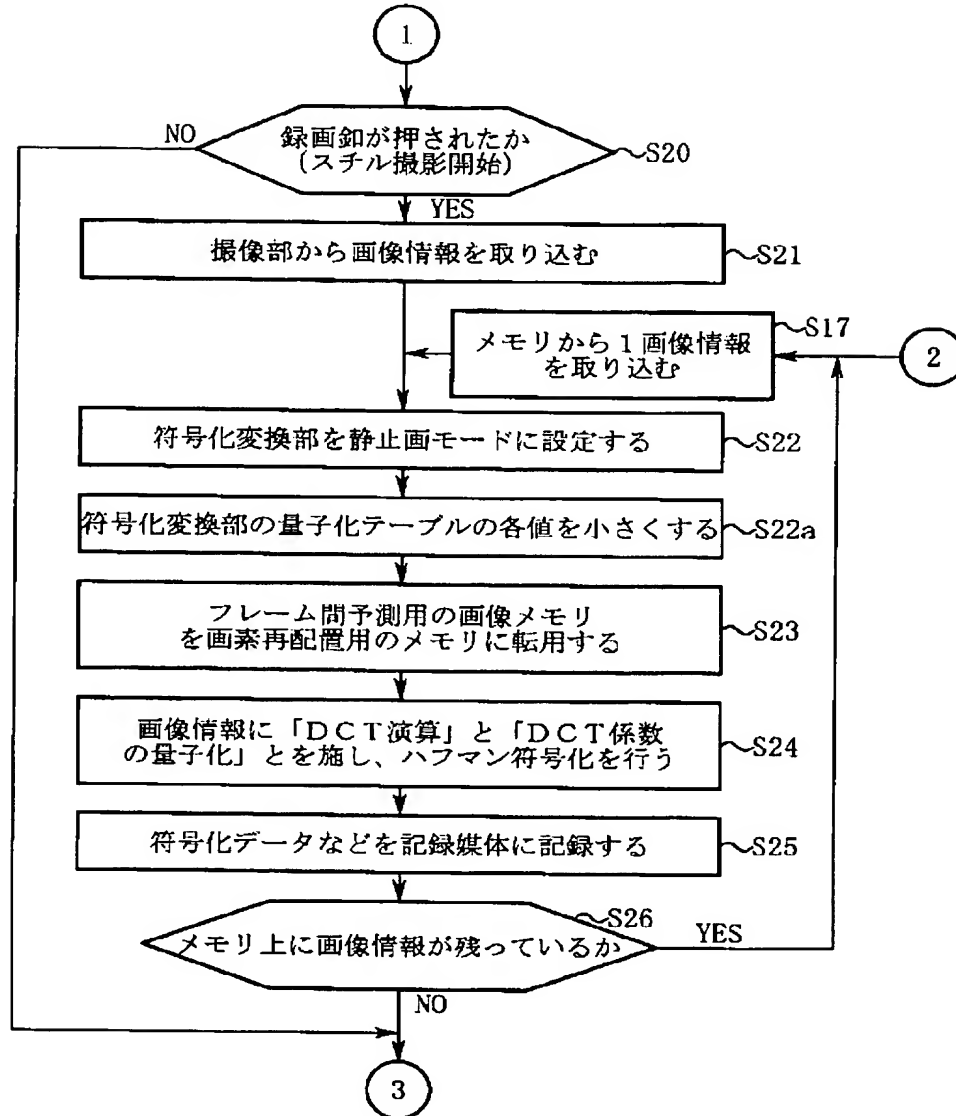 1
録画釦が押されたか
(スチル撮影開始)
NO
S20
YES
撮像部から画像情報を取り込む
S21
S17
メモリから1画像情報
を取り込む
2
符号化変換部を静止画モードに設定する
S22
符号化変換部の量子化テーブルの各値を小さくする
S22a
フレーム間予測用の画像メモリ
を画素再配置用のメモリに転用する
S23
画像情報に「DCT演算」と「DCT係数
の量子化」とを施し、ハフマン符号化を行う
S24
符号化データなどを記録媒体に記録する
S25
S26
メモリ上に画像情報が残っているか
YES
NO
3